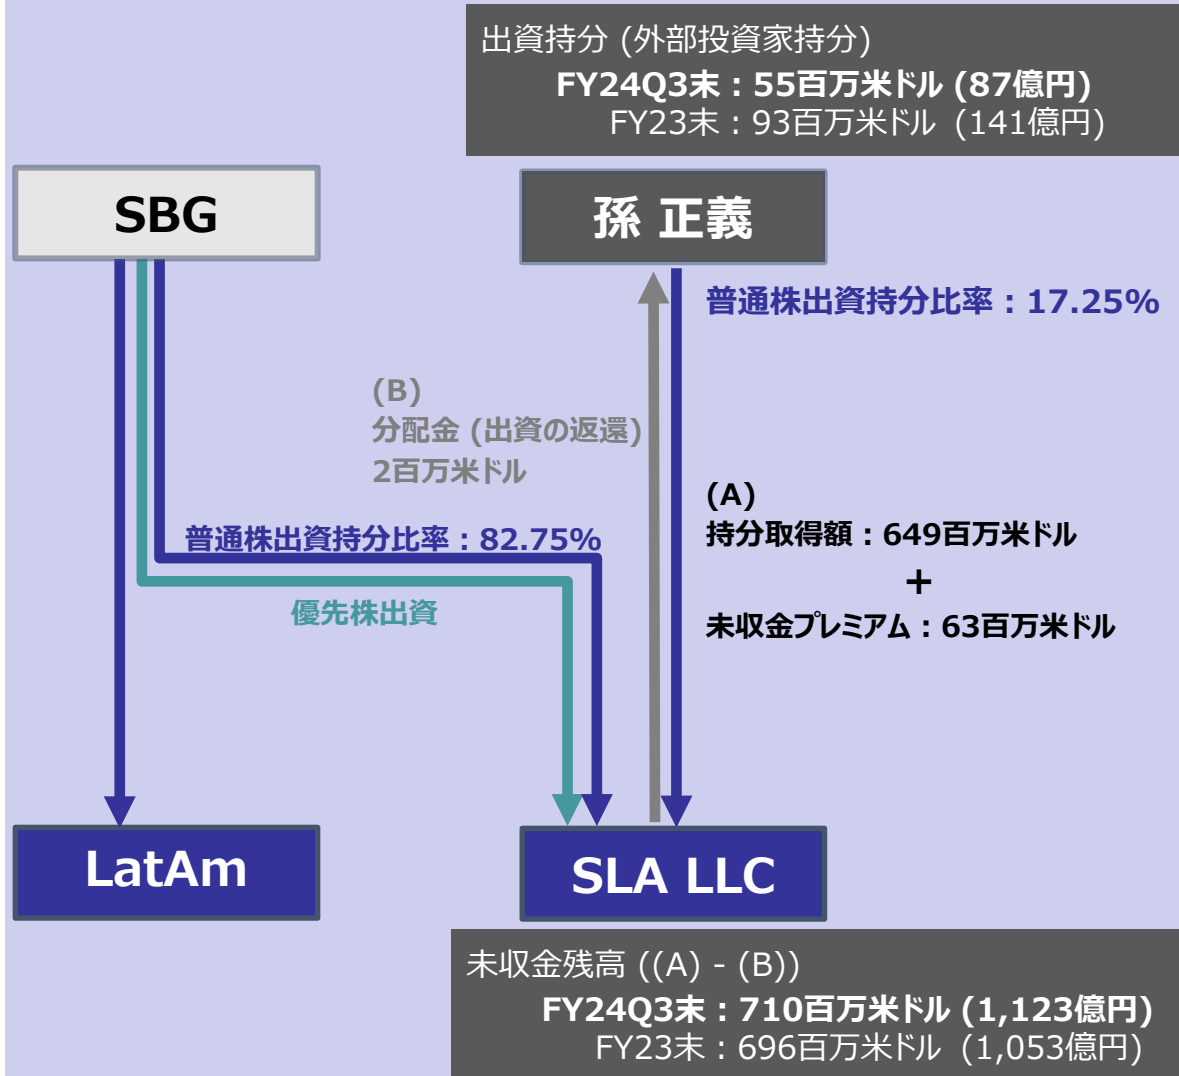 出資持分 (外部投資家持分)
FY24Q3末：55百万米ドル (87億円)
FY23末：93百万米ドル (141億円)
SBG
孫 正義
普通株出資持分比率：17.25%
(B)
分配金 (出資の返還)
2百万米ドル
(A)
持分取得額：649百万米ドル
+
未収金プレミアム：63百万米ドル
普通株出資持分比率：82.75%
優先株出資
LatAm
SLA LLC
未収金残高 ((A) - (B))
FY24Q3末：710百万米ドル (1,123億円)
FY23末：696百万米ドル (1,053億円)